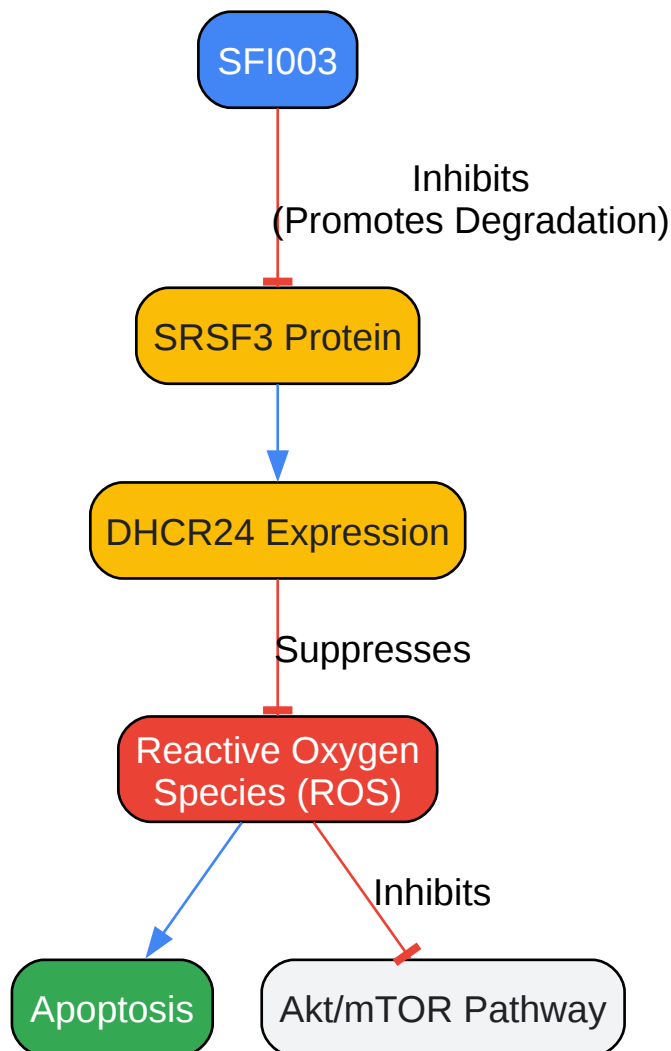 SFI003
Inhibits
(Promotes Degradation)
SRSF3 Protein
DHCR24 Expression
Suppresses
Reactive Oxygen
Species (ROS)
Inhibits
Apoptosis
Akt/mTOR Pathway